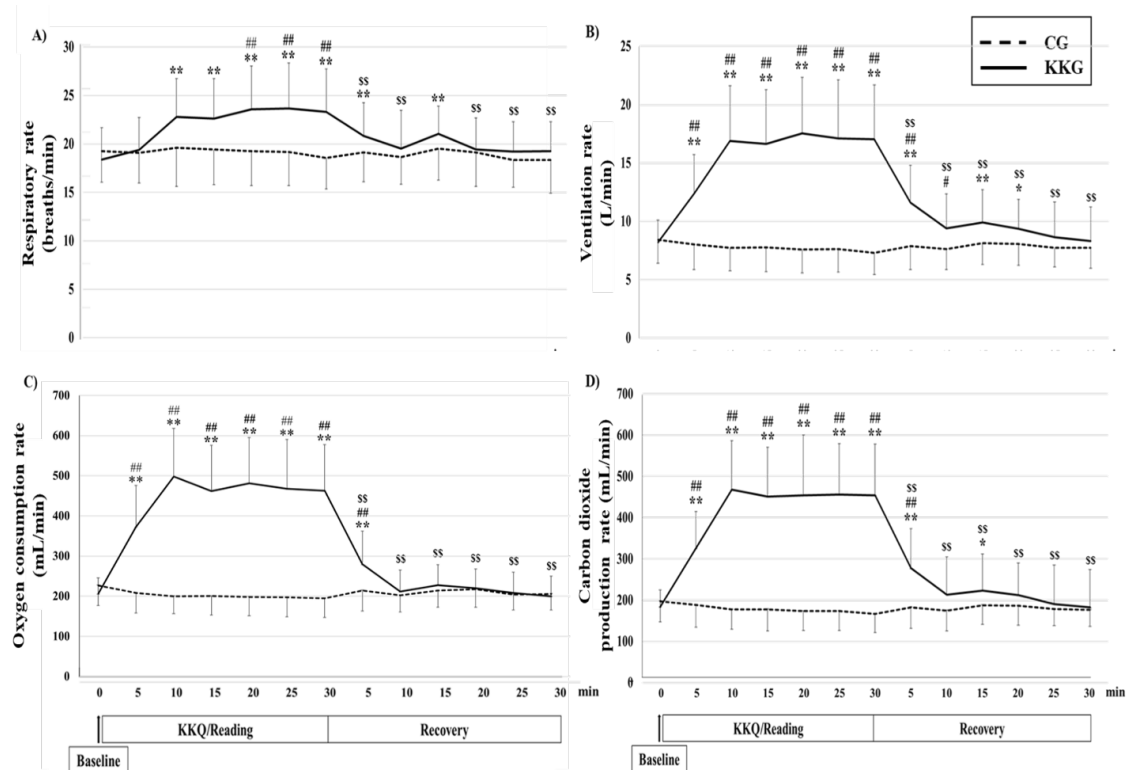 A)
30
25
20
15
10
5
0
Respiratory rate
(breaths/min)
** ** ## ## ##
** ** **
$$
** $$ ** $$ $$ $$
B)
25
20
15
10
5
0
Ventilation rate
(L/min)
CG
KKG
## ## ## ## ## ##
** ** ** ** ** **
$$ $$ $$ $$ $$ $$
## # ** *
**
C)
700
600
500
400
300
200
100
0
Oxygen consumption rate
(mL/min)
## ## ## ## ## ##
** ** ** ** ** **
$$
##
** $$ $$ $$ $$ $$
0 5 10 15 20 25 30 5 10 15 20 25 30 min
KKQ/Reading Recovery
Baseline
D)
700
600
500
400
300
200
100
0
Carbon dioxide
production rate (mL/min)
## ## ## ## ## ##
** ** ** ** ** **
$$
##
** $$ $$ $$ $$ $$
*
0 5 10 15 20 25 30 5 10 15 20 25 30 min
KKQ/Reading Recovery
Baseline